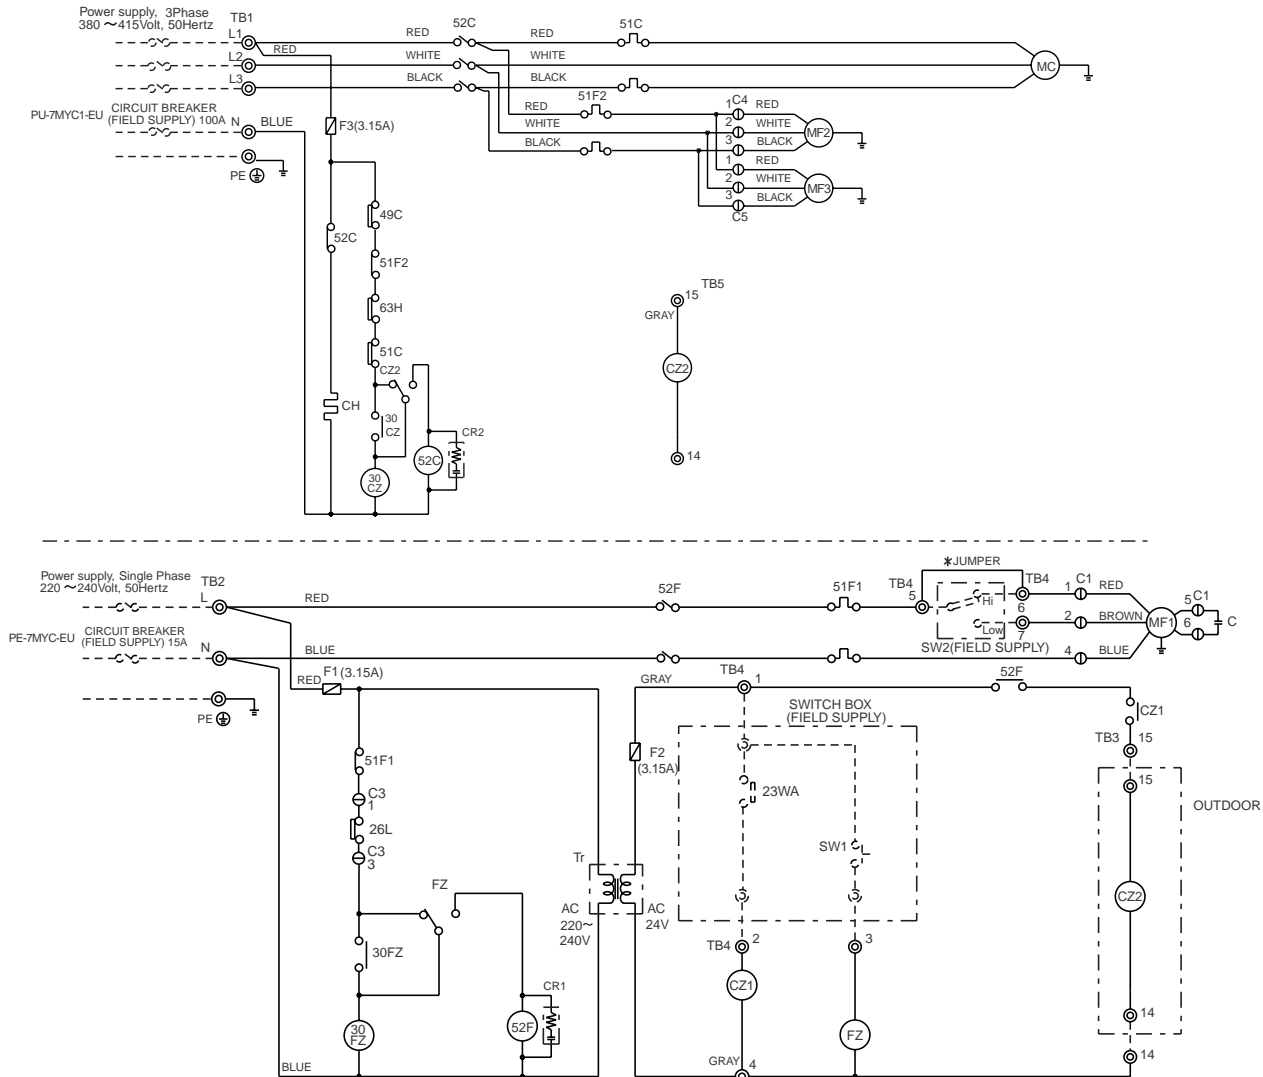 Power supply, 3Phase
380 ～415Volt, 50Hertz
TB1
L1
RED
RED
52C
51C
RED
L2
WHITE
WHITE
MC
L3
BLACK
BLACK
PU-7MYC1-EU
CIRCUIT BREAKER
(FIELD SUPPLY) 100A
N
BLUE
PE
F3(3.15A)
51F2
RED
WHITE
BLACK
C4
1
RED
2
WHITE
3
BLACK
MF2
1
RED
2
WHITE
3
BLACK
C5
MF3
49C
52C
51F2
63H
51C
CZ2
CH
30
CZ
CR2
52C
30
CZ
TB5
15
GRAY
CZ2
14
Power supply, Single Phase
220 ～240Volt, 50Hertz
TB2
L
RED
52F
51F1
∗JUMPER
TB4
5
Hi
Low
TB4
6
7
SW2(FIELD SUPPLY)
C1
1
RED
2
BROWN
4
BLUE
MF1
5
C1
6
C
PE-7MYC-EU
CIRCUIT BREAKER
(FIELD SUPPLY) 15A
N
BLUE
PE
RED
F1(3.15A)
GRAY
TB4
1
52F
CZ1
SWITCH BOX
(FIELD SUPPLY)
TB3
15
F2
(3.15A)
51F1
C3
1
26L
C3
3
23WA
SW1
15
OUTDOOR
Tr
FZ
AC
220～
240V
AC
24V
CZ2
30FZ
TB4
2
3
CZ1
CR1
30
FZ
52F
FZ
14
14
BLUE
GRAY
4